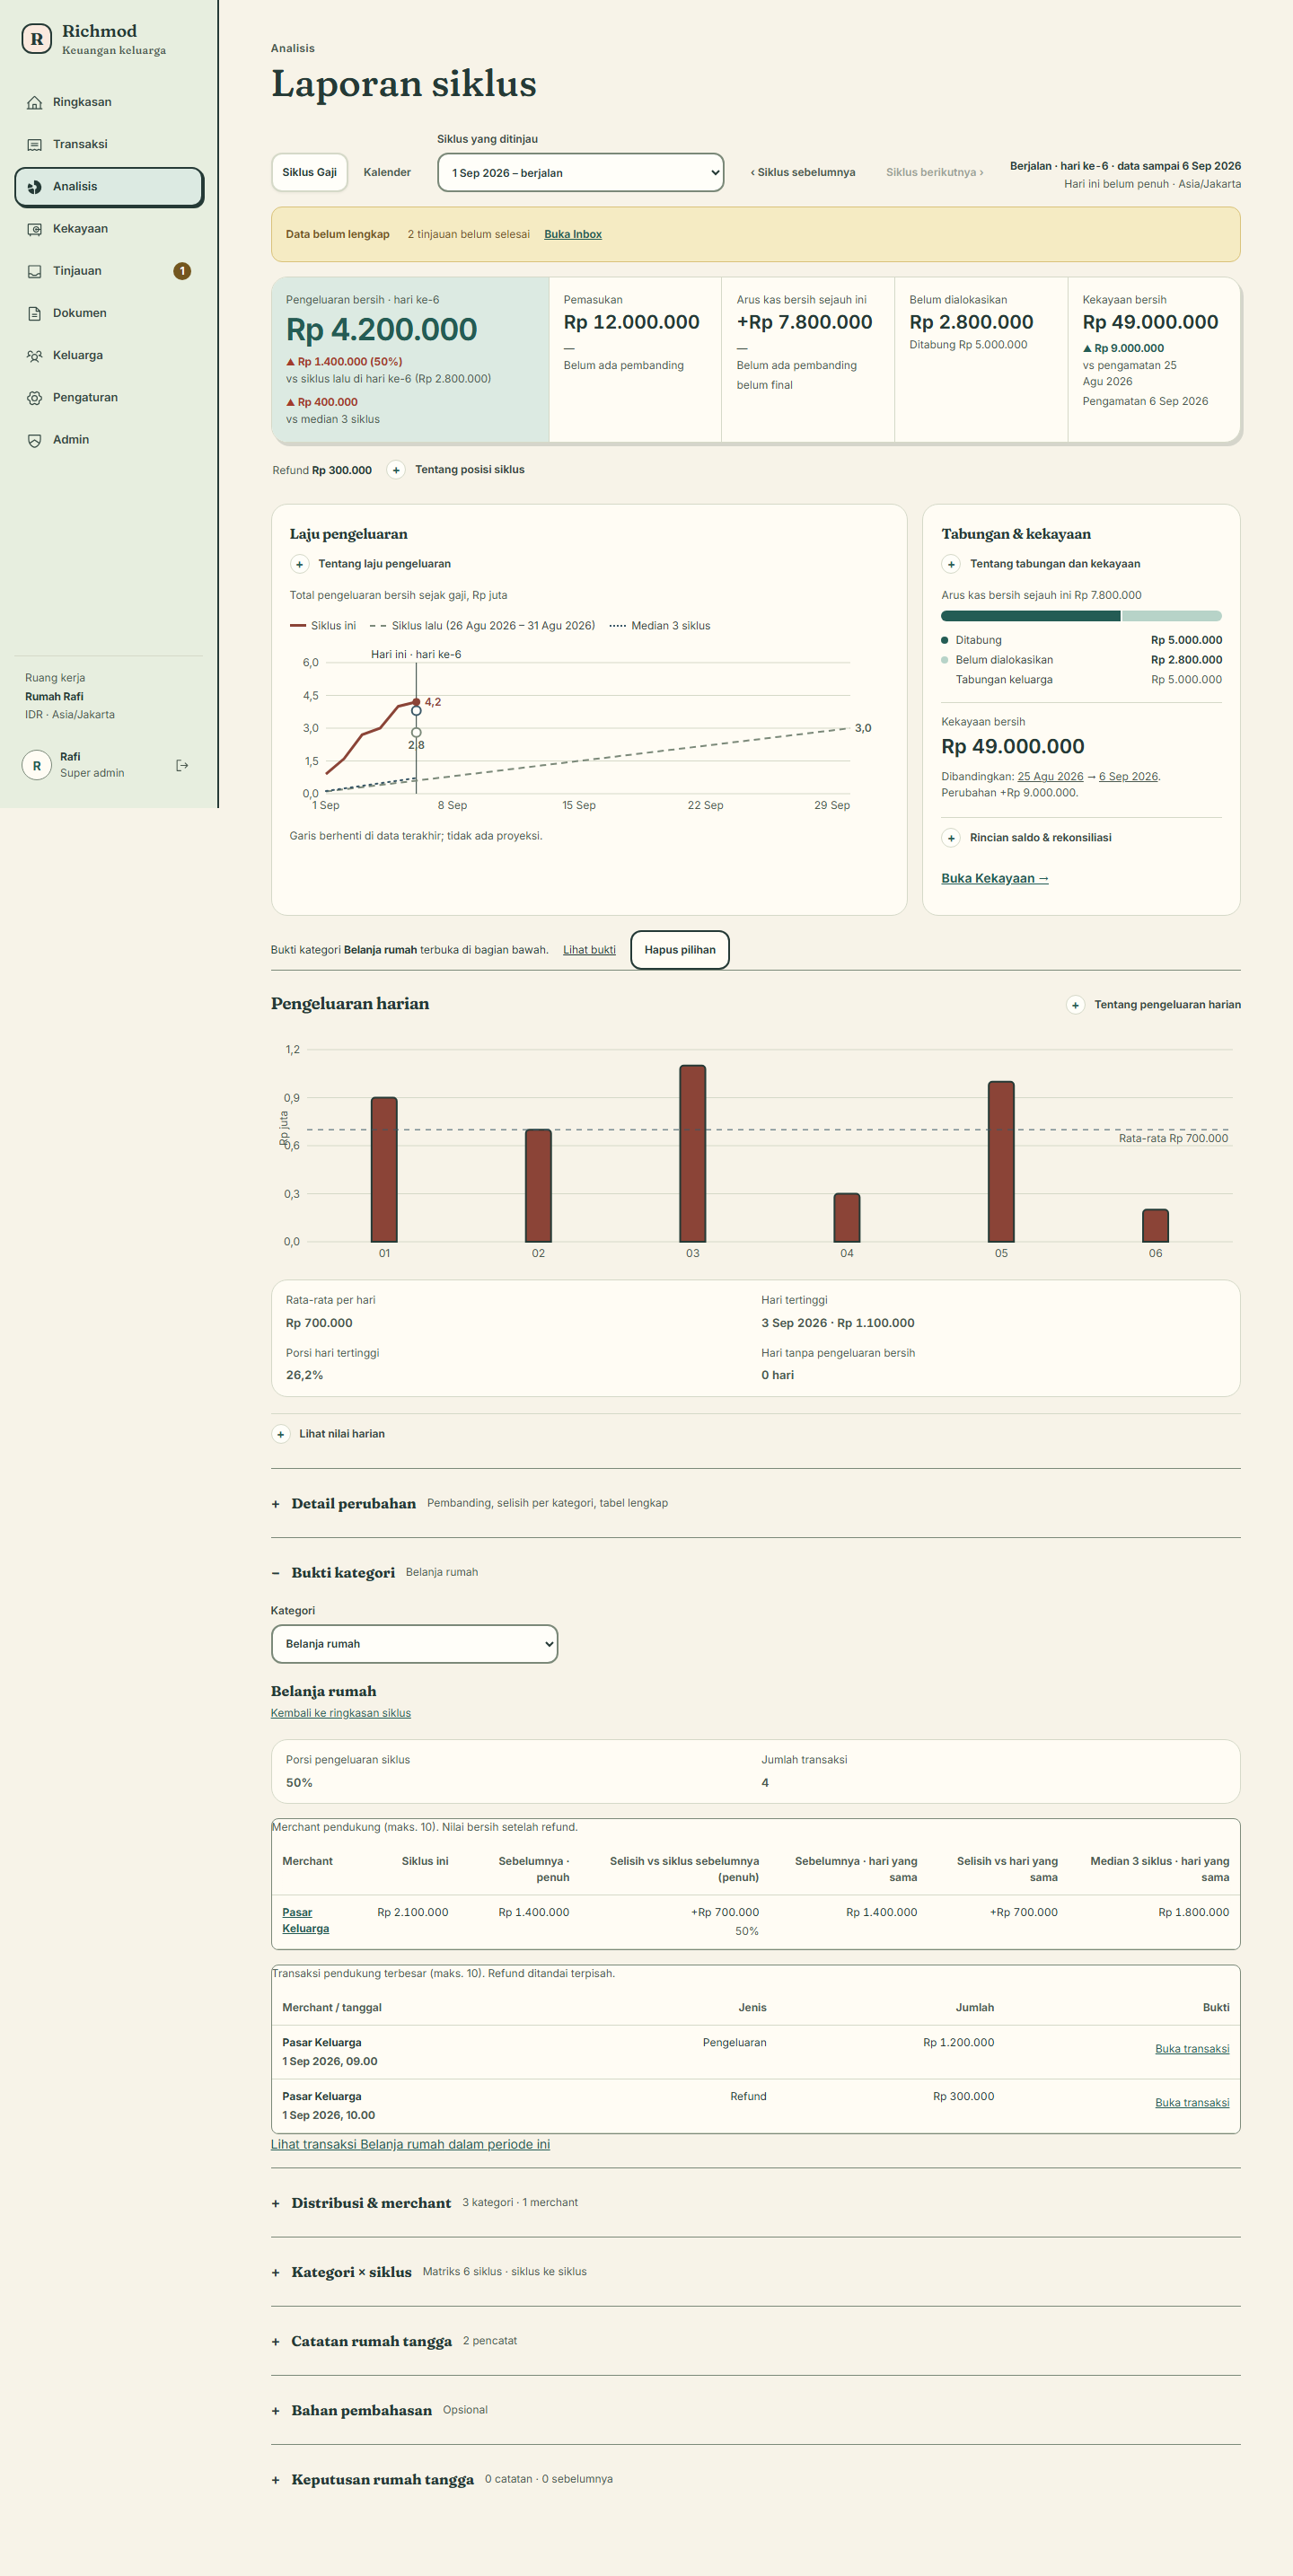 R
Richmod
Keuangan keluarga
Ringkasan
Transaksi
Analisis
Kekayaan
Tinjauan
1
Dokumen
Keluarga
Pengaturan
Admin
Ruang kerja
Rumah Rafi
IDR · Asia/Jakarta
R
Rafi
Super admin
Analisis
Laporan siklus
Siklus yang ditinjau
Siklus Gaji
Kalender
1 Sep 2026 – berjalan
‹ Siklus sebelumnya
Siklus berikutnya ›
Berjalan · hari ke-6 · data sampai 6 Sep 2026
Hari ini belum penuh · Asia/Jakarta
Data belum lengkap 2 tinjauan belum selesai Buka Inbox
Pengeluaran bersih · hari ke-6
Rp 4.200.000
▲ Rp 1.400.000 (50%)
vs siklus lalu di hari ke-6 (Rp 2.800.000)
▲ Rp 400.000
vs median 3 siklus
Pemasukan
Rp 12.000.000
—
Belum ada pembanding
Arus kas bersih sejauh ini
+Rp 7.800.000
—
Belum ada pembanding
belum final
Belum dialokasikan
Rp 2.800.000
Ditabung Rp 5.000.000
Kekayaan bersih
Rp 49.000.000
▲ Rp 9.000.000
vs pengamatan 25
Agu 2026
Pengamatan 6 Sep 2026
Refund Rp 300.000 + Tentang posisi siklus
Laju pengeluaran
+ Tentang laju pengeluaran
Total pengeluaran bersih sejak gaji, Rp juta
Siklus ini Siklus lalu (26 Agu 2026 – 31 Agu 2026) Median 3 siklus
Hari ini · hari ke-6
6,0
4,5
3,0
1,5
0,0
4,2
2,8
3,0
1 Sep 8 Sep 15 Sep 22 Sep 29 Sep
Garis berhenti di data terakhir; tidak ada proyeksi.
Tabungan & kekayaan
+ Tentang tabungan dan kekayaan
Arus kas bersih sejauh ini Rp 7.800.000
Ditabung Rp 5.000.000
Belum dialokasikan Rp 2.800.000
Tabungan keluarga Rp 5.000.000
Kekayaan bersih
Rp 49.000.000
Dibandingkan: 25 Agu 2026 → 6 Sep 2026.
Perubahan +Rp 9.000.000.
+ Rincian saldo & rekonsiliasi
Buka Kekayaan →
Bukti kategori Belanja rumah terbuka di bagian bawah. Lihat bukti Hapus pilihan
Pengeluaran harian
+ Tentang pengeluaran harian
Rp juta
1,2
0,9
0,6
0,3
0,0
Rata-rata Rp 700.000
01 02 03 04 05 06
Rata-rata per hari
Rp 700.000
Hari tertinggi
3 Sep 2026 · Rp 1.100.000
Porsi hari tertinggi
26,2%
Hari tanpa pengeluaran bersih
0 hari
+ Lihat nilai harian
+ Detail perubahan Pembanding, selisih per kategori, tabel lengkap
− Bukti kategori Belanja rumah
Kategori
Belanja rumah
Belanja rumah
Kembali ke ringkasan siklus
Porsi pengeluaran siklus
50%
Jumlah transaksi
4
Merchant pendukung (maks. 10). Nilai bersih setelah refund.
Merchant
Siklus ini
Sebelumnya ·
penuh
Selisih vs siklus sebelumnya
(penuh)
Sebelumnya · hari yang
sama
Selisih vs hari yang
sama
Median 3 siklus · hari yang
sama
Pasar
Keluarga
Rp 2.100.000
Rp 1.400.000
+Rp 700.000
50%
Rp 1.400.000
+Rp 700.000
Rp 1.800.000
Transaksi pendukung terbesar (maks. 10). Refund ditandai terpisah.
Merchant / tanggal Jenis Jumlah Bukti
Pasar Keluarga
1 Sep 2026, 09.00
Pengeluaran
Rp 1.200.000
Buka transaksi
Pasar Keluarga
1 Sep 2026, 10.00
Refund
Rp 300.000
Buka transaksi
Lihat transaksi Belanja rumah dalam periode ini
+ Distribusi & merchant 3 kategori · 1 merchant
+ Kategori × siklus Matriks 6 siklus · siklus ke siklus
+ Catatan rumah tangga 2 pencatat
+ Bahan pembahasan Opsional
+ Keputusan rumah tangga 0 catatan · 0 sebelumnya